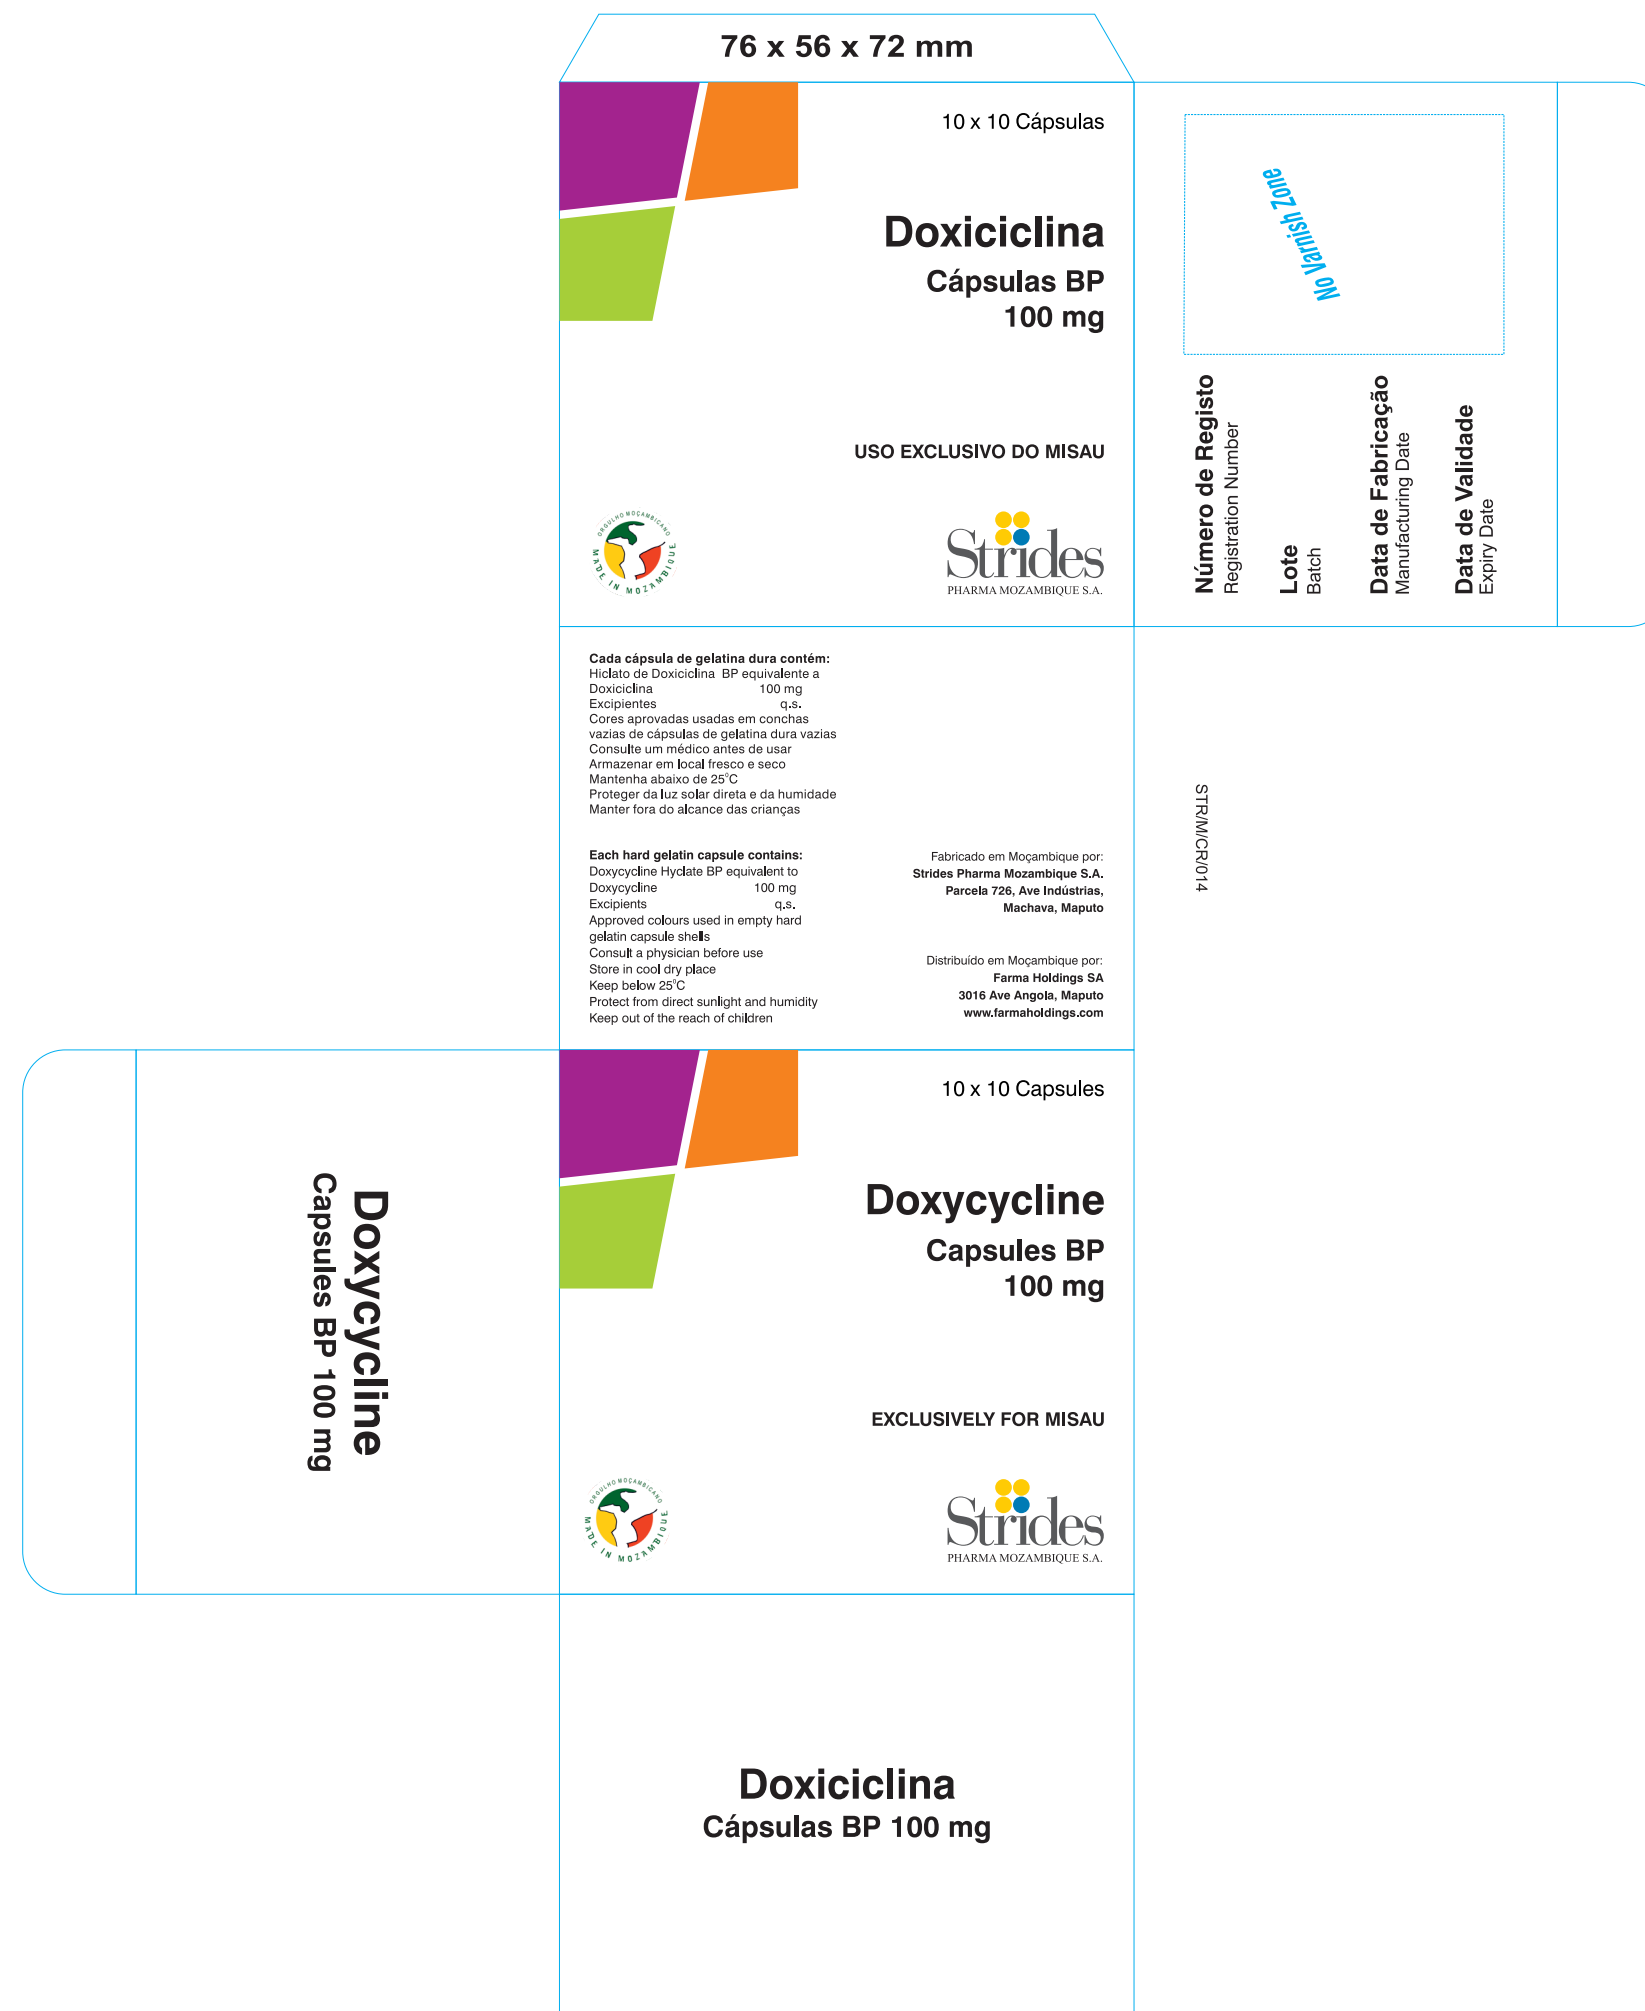 76 x 56 x 72 mm
10 x 10 Cápsulas
Doxiciclina
Cápsulas BP
100 mg
USO EXCLUSIVO DO MISAU
ORGULHO MOÇAMBICANO
MADE IN MOZAMBIQUE
Strides
PHARMA MOZAMBIQUE S.A.
No Varnish Zone
Número de Registo
Registration Number
Lote
Batch
Data de Fabricação
Manufacturing Date
Data de Validade
Expiry Date
Cada cápsula de gelatina dura contém:
Hiclato de Doxiciclina BP equivalente a
Doxiciclina 100 mg
Excipientes q.s.
Cores aprovadas usadas em conchas
vazias de cápsulas de gelatina dura vazias
Consulte um médico antes de usar
Armazenar em local fresco e seco
Mantenha abaixo de 25°C
Proteger da luz solar direta e da humidade
Manter fora do alcance das crianças
Each hard gelatin capsule contains:
Doxycycline Hyclate BP equivalent to
Doxycycline 100 mg
Excipients q.s.
Approved colours used in empty hard
gelatin capsule shells
Consult a physician before use
Store in cool dry place
Keep below 25°C
Protect from direct sunlight and humidity
Keep out of the reach of children
Fabricado em Moçambique por:
Strides Pharma Mozambique S.A.
Parcela 726, Ave Indústrias,
Machava, Maputo
Distribuído em Moçambique por:
Farma Holdings SA
3016 Ave Angola, Maputo
www.farmaholdings.com
STR/M/CR/014
10 x 10 Capsules
Doxycycline
Capsules BP
100 mg
EXCLUSIVELY FOR MISAU
ORGULHO MOÇAMBICANO
MADE IN MOZAMBIQUE
Strides
PHARMA MOZAMBIQUE S.A.
Doxycycline
Capsules BP 100 mg
Doxiciclina
Cápsulas BP 100 mg